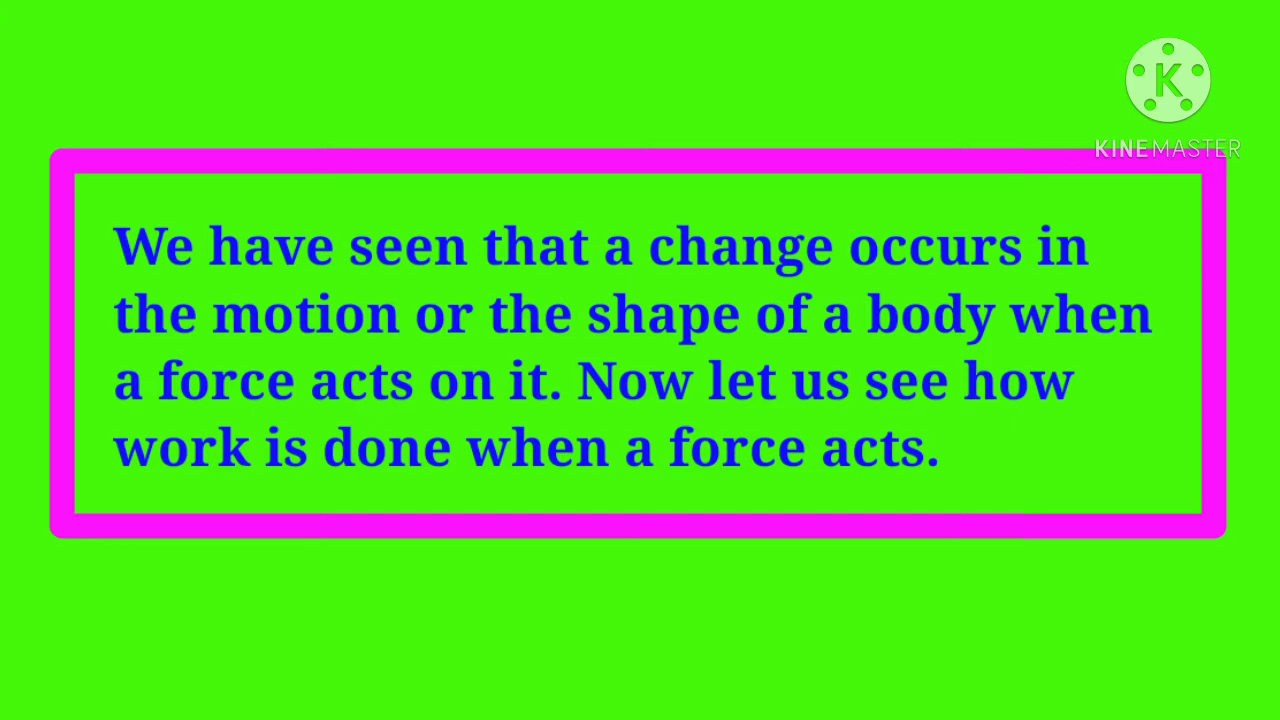 K
KINEMASTER
We have seen that a change occurs in
the motion or the shape of a body when
a force acts on it. Now let us see how
work is done when a force acts.